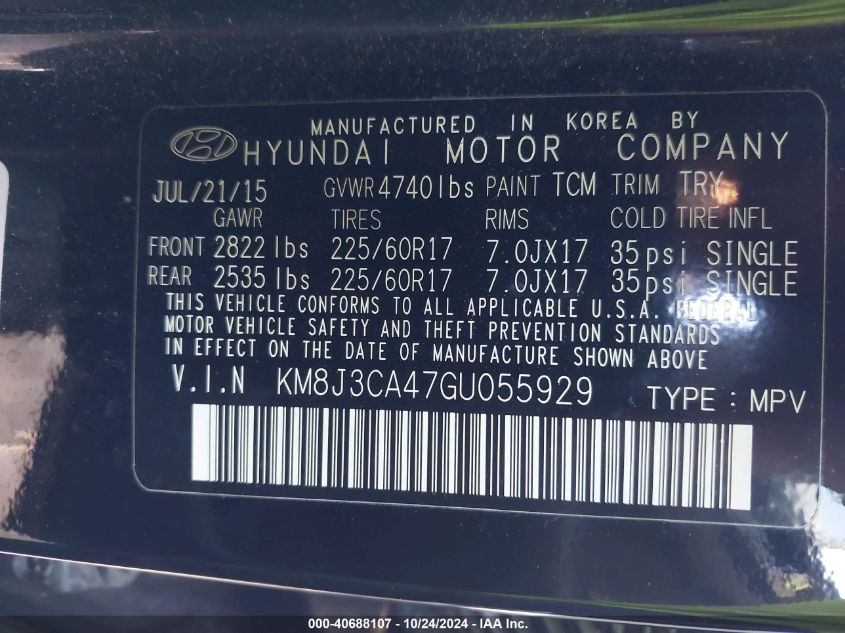 MANUFACTURED IN KOREA BY
HYUNDAI MOTOR COMPANY
JUL/21/15 GVWR 4740lbs PAINT TCM TRIM TRY
GAWR TIRES RIMS COLD TIRE INFL
FRONT 2822 lbs 225/60R17 7.0JX17 35psi SINGLE
REAR 2535 lbs 225/60R17 7.0JX17 35psi SINGLE
THIS VEHICLE CONFORMS TO ALL APPLICABLE U.S.A. FEDERAL
MOTOR VEHICLE SAFETY AND THEFT PREVENTION STANDARDS
IN EFFECT ON THE DATE OF MANUFACTURE SHOWN ABOVE
V.I.N KM8J3CA47GU055929 TYPE : MPV
000-40688107 - 10/24/2024 - IAA Inc.